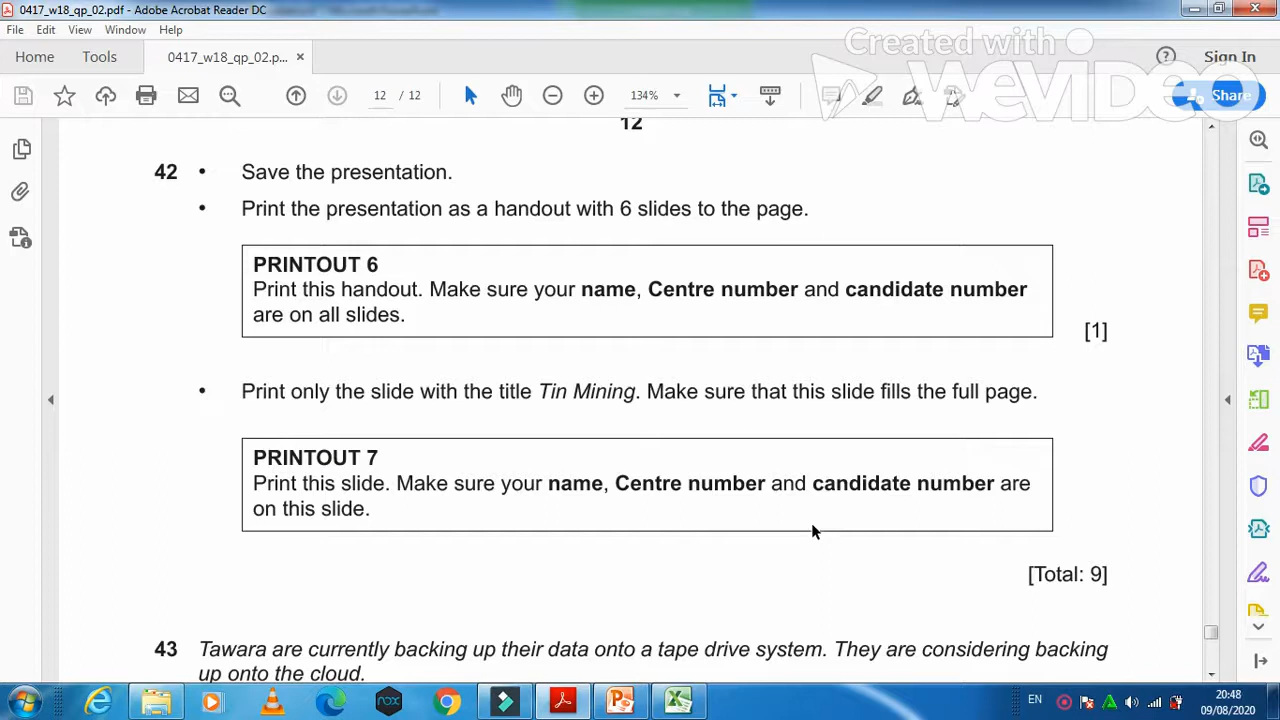 0417_w18_qp_02.pdf - Adobe Acrobat Reader DC
File Edit View Window Help
Created with
WeVideo
Home Tools 0417_w18_qp_02.p... × Sign In
12 / 12 134% Share
12
42 • Save the presentation.
• Print the presentation as a handout with 6 slides to the page.
PRINTOUT 6
Print this handout. Make sure your name, Centre number and candidate number
are on all slides.
[1]
• Print only the slide with the title Tin Mining. Make sure that this slide fills the full page.
PRINTOUT 7
Print this slide. Make sure your name, Centre number and candidate number are
on this slide.
[Total: 9]
43 Tawara are currently backing up their data onto a tape drive system. They are considering backing
up onto the cloud.
nox
EN 20:48
09/08/2020